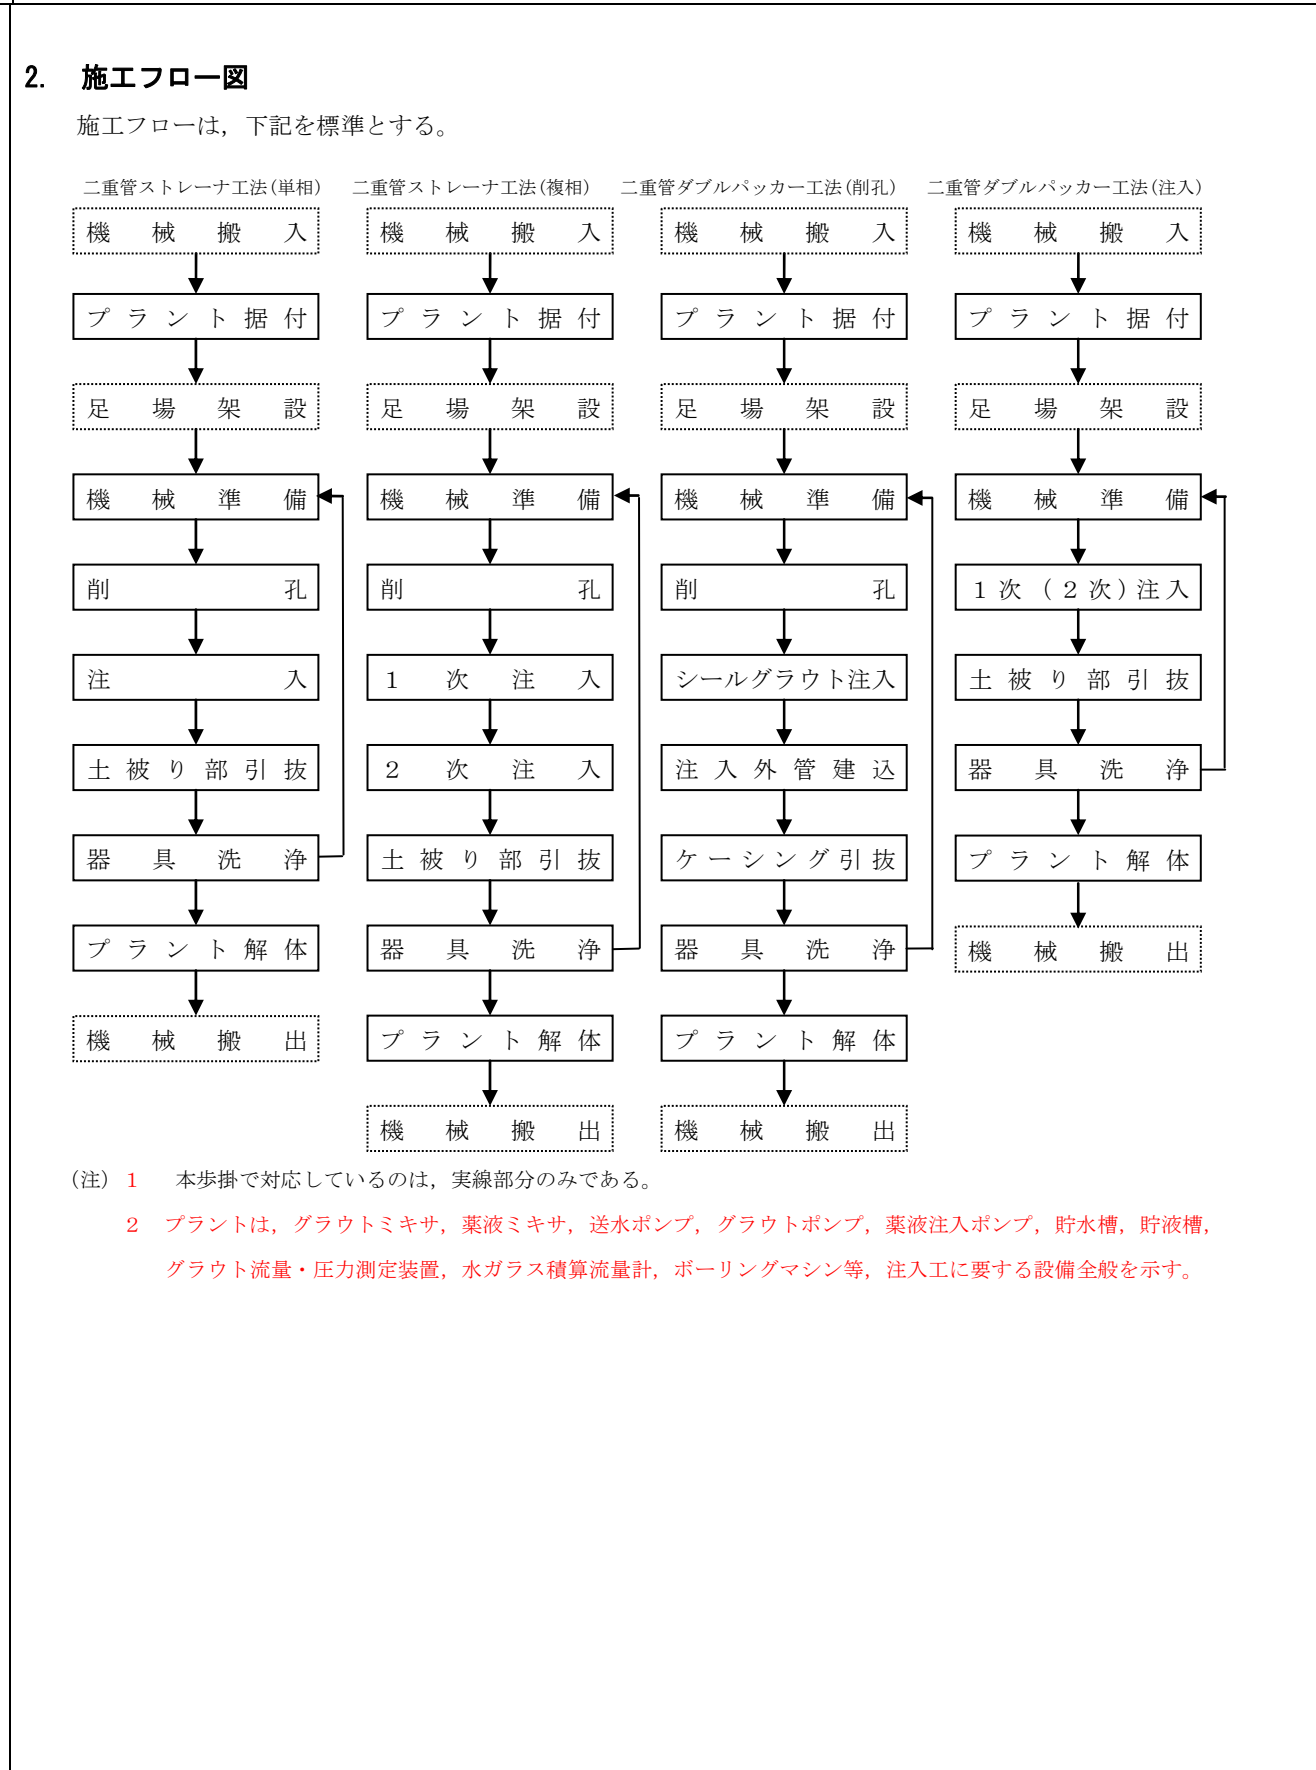 2. 施工フロー図
施工フローは，下記を標準とする。
二重管ストレーナ工法(単相)
機械搬入
プラント据付
足場架設
機械準備
削孔
注入
土被り部引抜
器具洗浄
プラント解体
機械搬出
二重管ストレーナ工法(複相)
機械搬入
プラント据付
足場架設
機械準備
削孔
1次注入
2次注入
土被り部引抜
器具洗浄
プラント解体
機械搬出
二重管ダブルパッカー工法(削孔)
機械搬入
プラント据付
足場架設
機械準備
削孔
シールグラウト注入
注入外管建込
ケーシング引抜
器具洗浄
プラント解体
機械搬出
二重管ダブルパッカー工法(注入)
機械搬入
プラント据付
足場架設
機械準備
1次（2次)注入
土被り部引抜
器具洗浄
プラント解体
機械搬出
(注) 1 本歩掛で対応しているのは，実線部分のみである。
2 プラントは，グラウトミキサ，薬液ミキサ，送水ポンプ，グラウトポンプ，薬液注入ポンプ，貯水槽，貯液槽，
グラウト流量・圧力測定装置，水ガラス積算流量計，ボーリングマシン等，注入工に要する設備全般を示す。